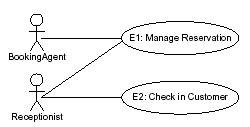 E1: Manage Reservation
BookingAgent
E2: Check in Customer
Receptionist